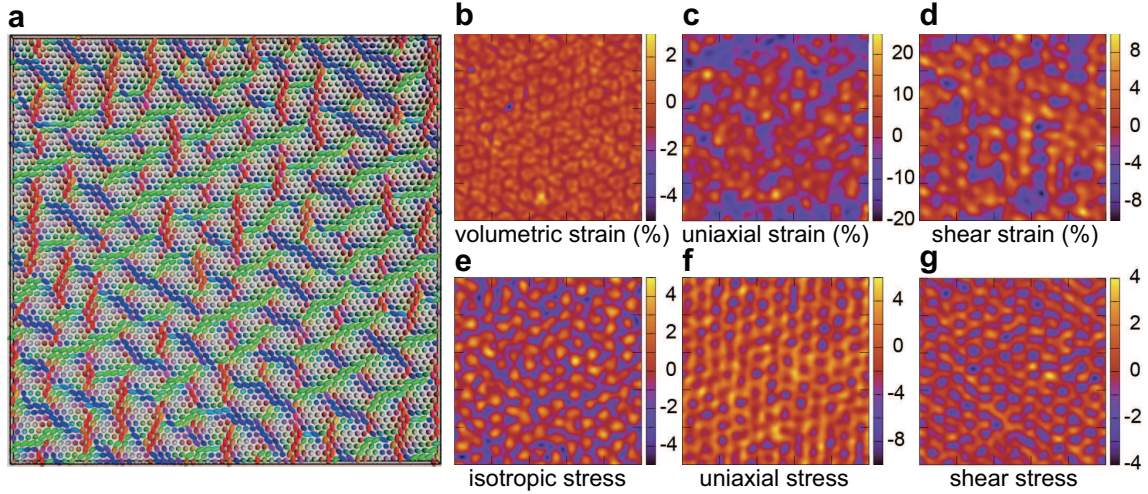 a
b
c
d
2
0
-2
-4
25
20
10
0
-10
-20
8
4
0
-4
-8
volumetric strain (%)
uniaxial strain (%)
shear strain (%)
e
f
g
4
2
0
-2
-4
4
0
-4
-8
4
2
0
-2
-4
isotropic stress
uniaxial stress
shear stress